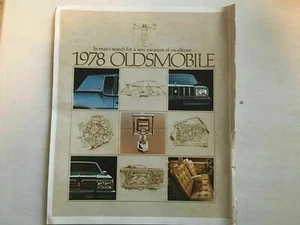 In man's search for a new measure of excellence...
1978 OLDSMOBILE